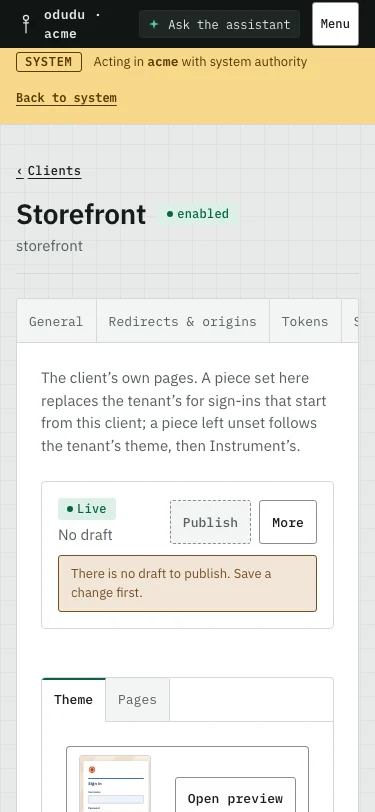 odudu ·
acme
Ask the assistant
Menu
SYSTEM Acting in acme with system authority
Back to system
‹ Clients
Storefront enabled
storefront
General Redirects & origins Tokens
The client’s own pages. A piece set here
replaces the tenant’s for sign-ins that start
from this client; a piece left unset follows
the tenant’s theme, then Instrument’s.
Live
No draft
Publish
More
There is no draft to publish. Save a
change first.
Theme Pages
Sign in
Open preview